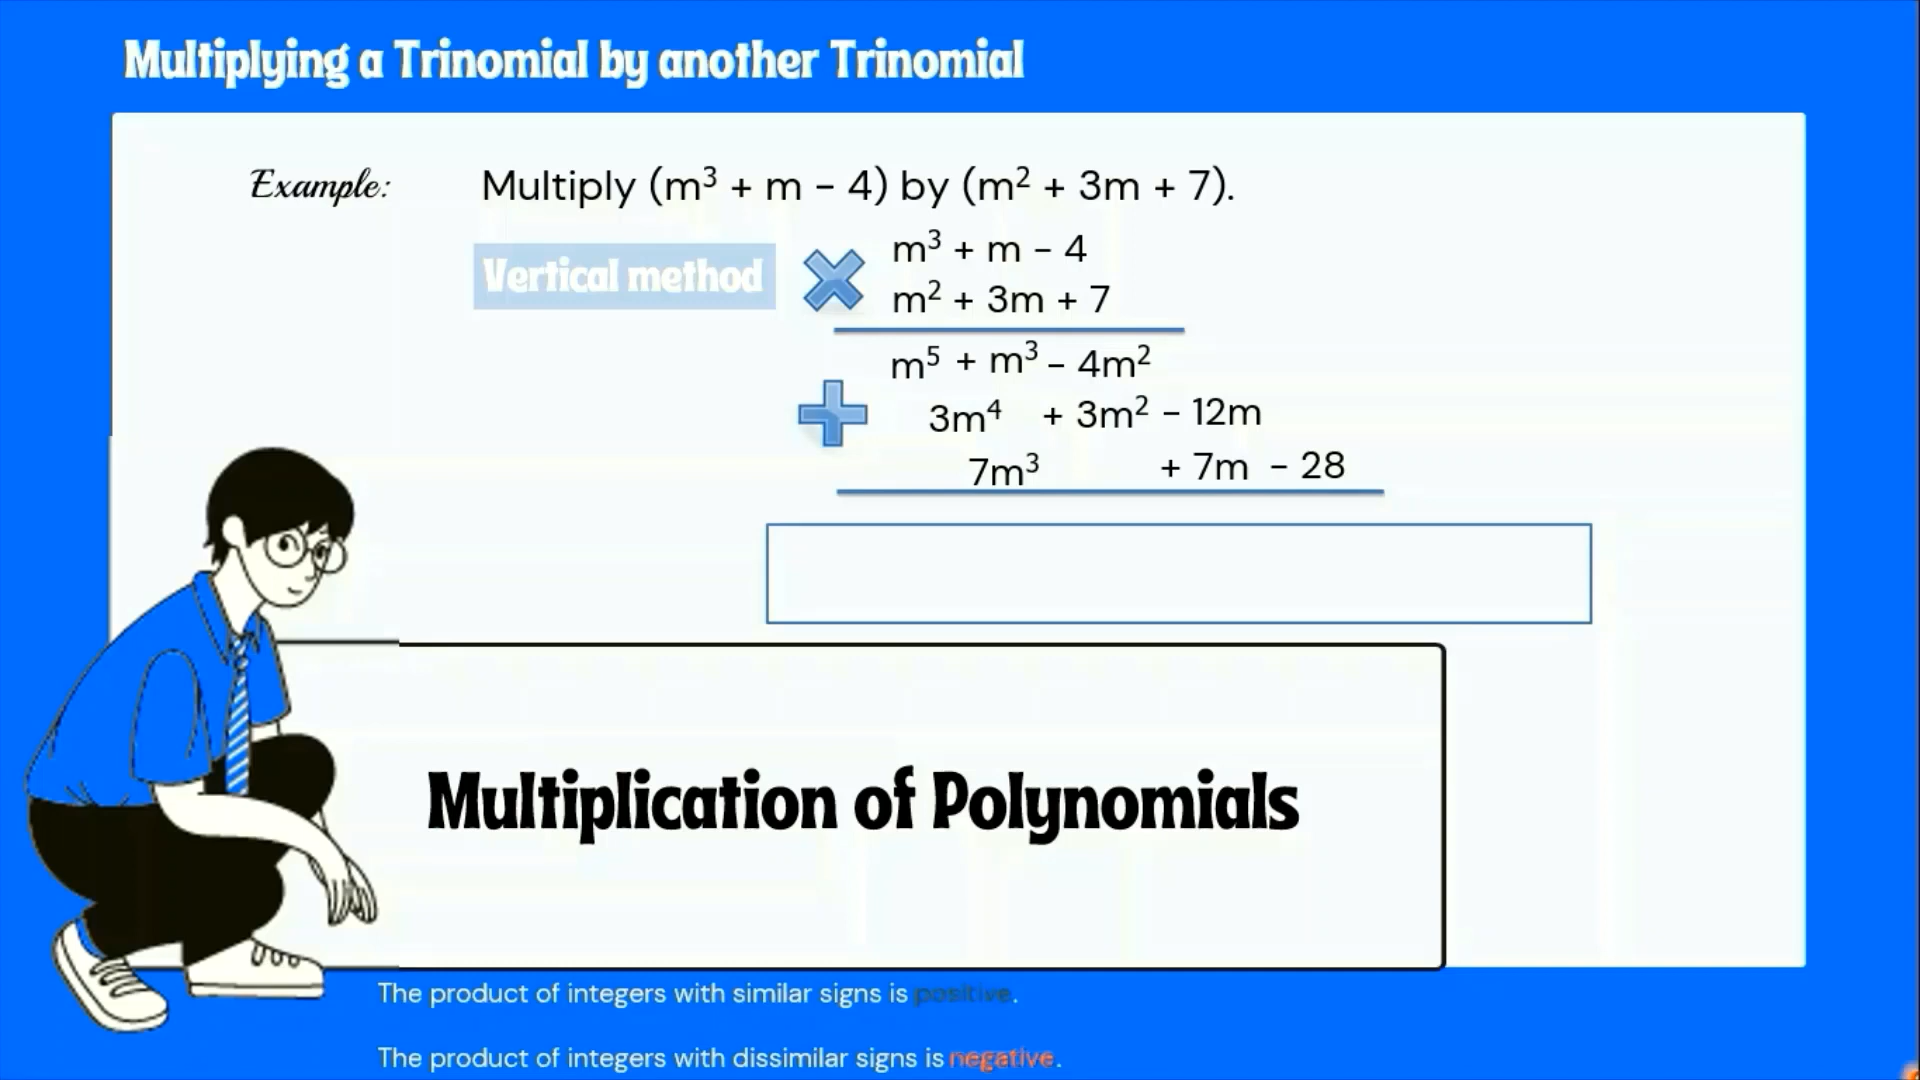 Multiplying a Trinomial by another Trinomial
Example: Multiply (m³ + m − 4) by (m² + 3m + 7).
Vertical method
m³ + m − 4
m² + 3m + 7
m⁵ + m³ − 4m²
3m⁴ + 3m² − 12m
7m³ + 7m − 28
Multiplication of Polynomials
The product of integers with similar signs is positive.
The product of integers with dissimilar signs is negative.